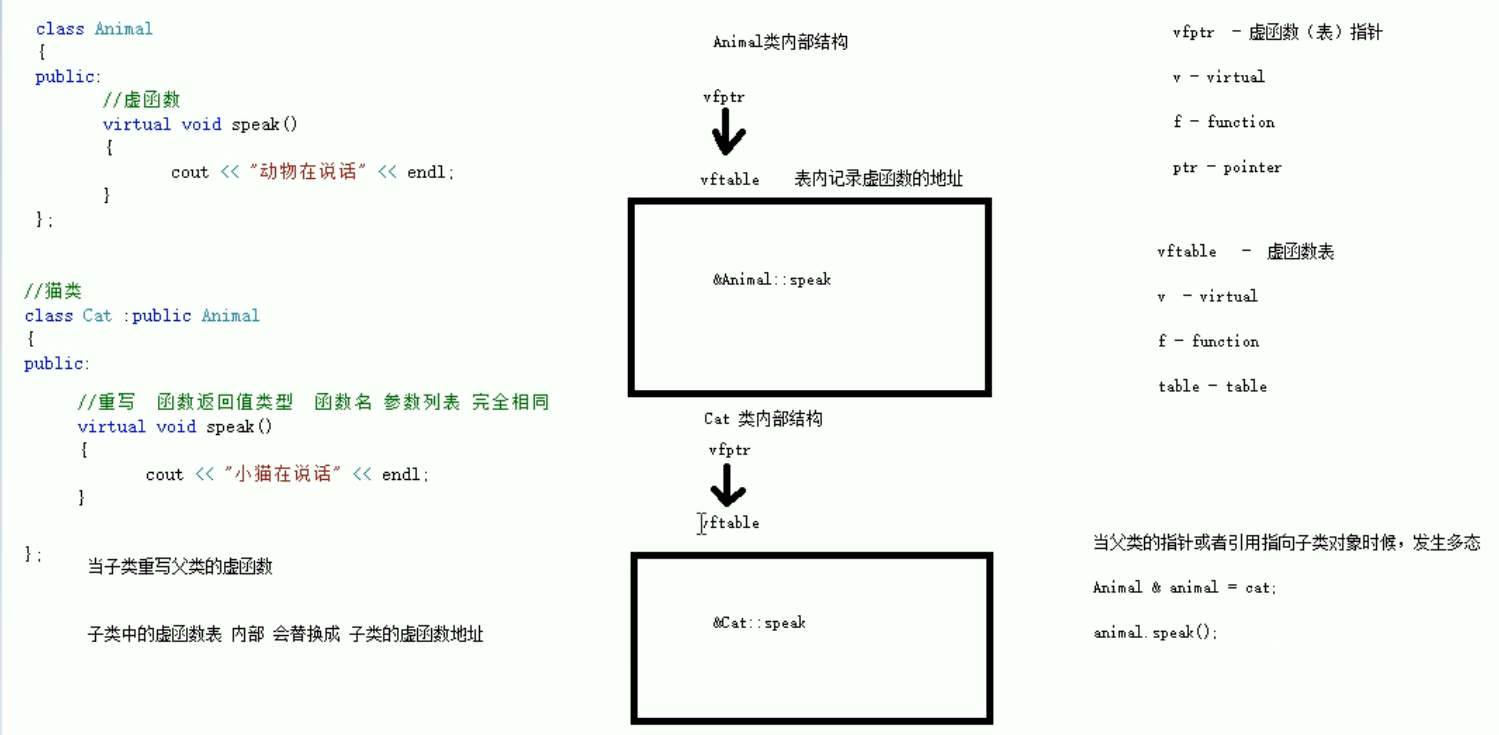 class Animal
{
public:
//虚函数
virtual void speak()
{
cout << "动物在说话" << endl;
}
};
//猫类
class Cat :public Animal
{
public:
//重写 函数返回值类型 函数名 参数列表 完全相同
virtual void speak()
{
cout << "小猫在说话" << endl;
}
};
当子类重写父类的虚函数
子类中的虚函数表 内部 会替换成 子类的虚函数地址
Animal类内部结构
vfptr
vftable 表内记录虚函数的地址
&Animal::speak
Cat 类内部结构
vfptr
vftable
&Cat::speak
vfptr - 虚函数（表）指针
v - virtual
f - function
ptr - pointer
vftable - 虚函数表
v - virtual
f - function
table - table
当父类的指针或者引用指向子类对象时候，发生多态
Animal & animal = cat;
animal.speak();